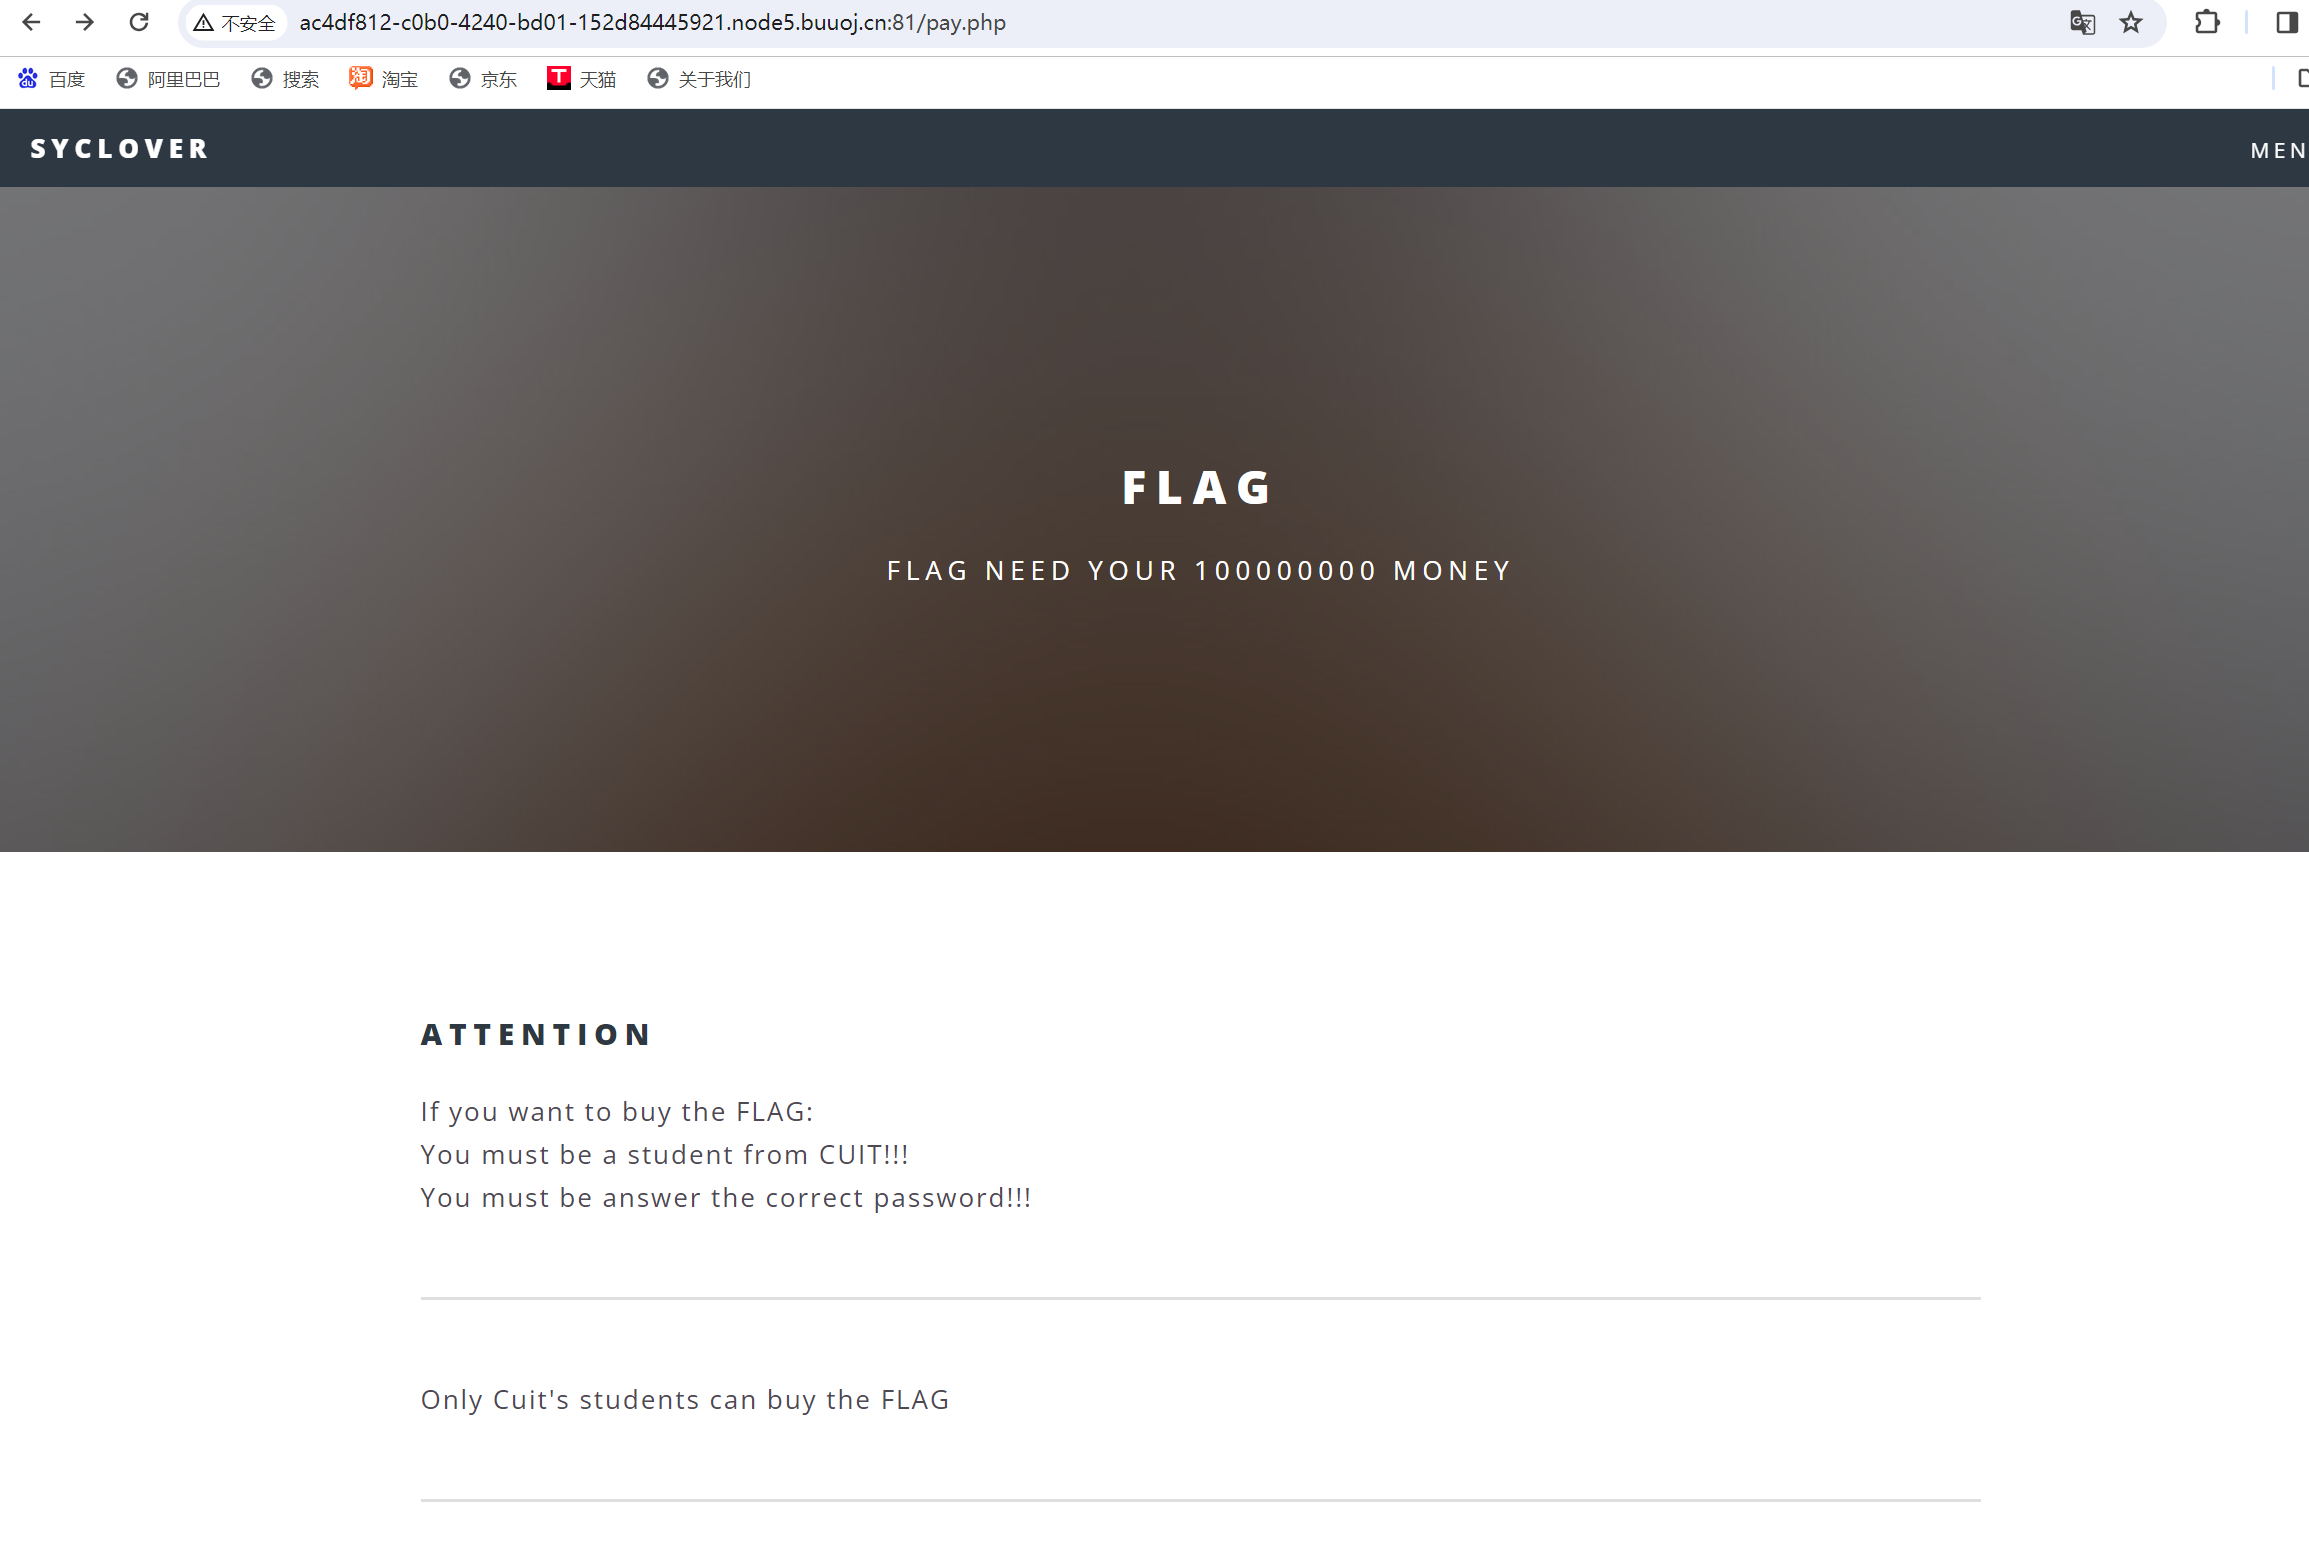 不安全 ac4df812-c0b0-4240-bd01-152d84445921.node5.buuoj.cn:81/pay.php
百度 阿里巴巴 搜索 淘宝 京东 天猫 关于我们
SYCLOVER MEN
FLAG
FLAG NEED YOUR 100000000 MONEY
ATTENTION
If you want to buy the FLAG:
You must be a student from CUIT!!!
You must be answer the correct password!!!
Only Cuit's students can buy the FLAG